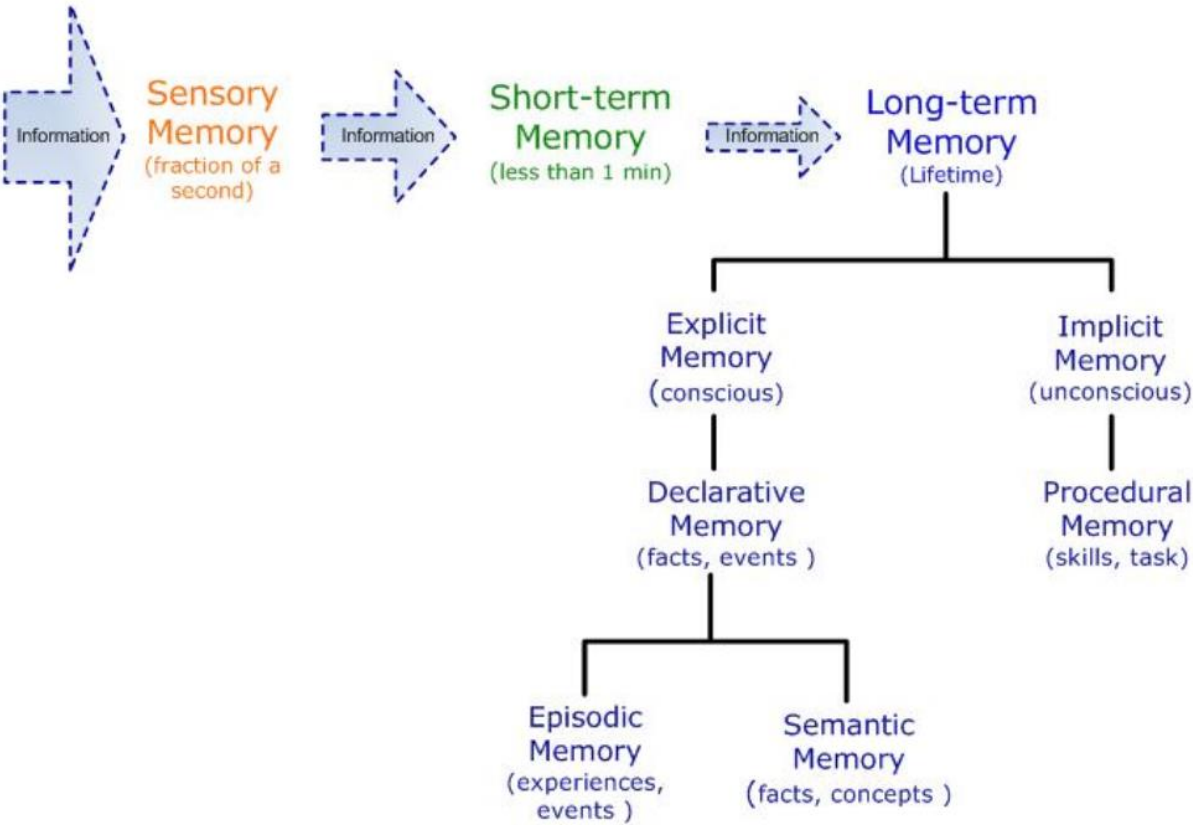 Information
Sensory
Memory
(fraction of a
second)
Information
Short-term
Memory
(less than 1 min)
Information
Long-term
Memory
(Lifetime)
Explicit
Memory
(conscious)
Implicit
Memory
(unconscious)
Declarative
Memory
(facts, events )
Procedural
Memory
(skills, task)
Episodic
Memory
(experiences,
events )
Semantic
Memory
(facts, concepts )